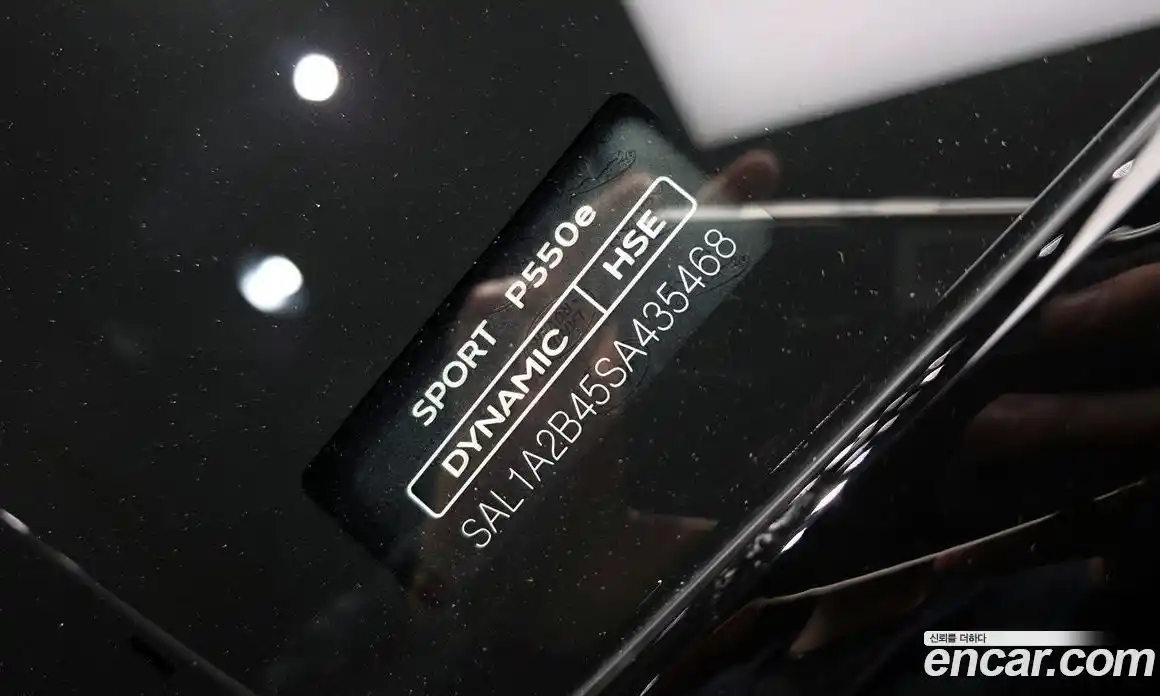 SPORT P550e
DYNAMIC HSE
SAL1A2B45SA435468
신뢰를 더하다
encar.com